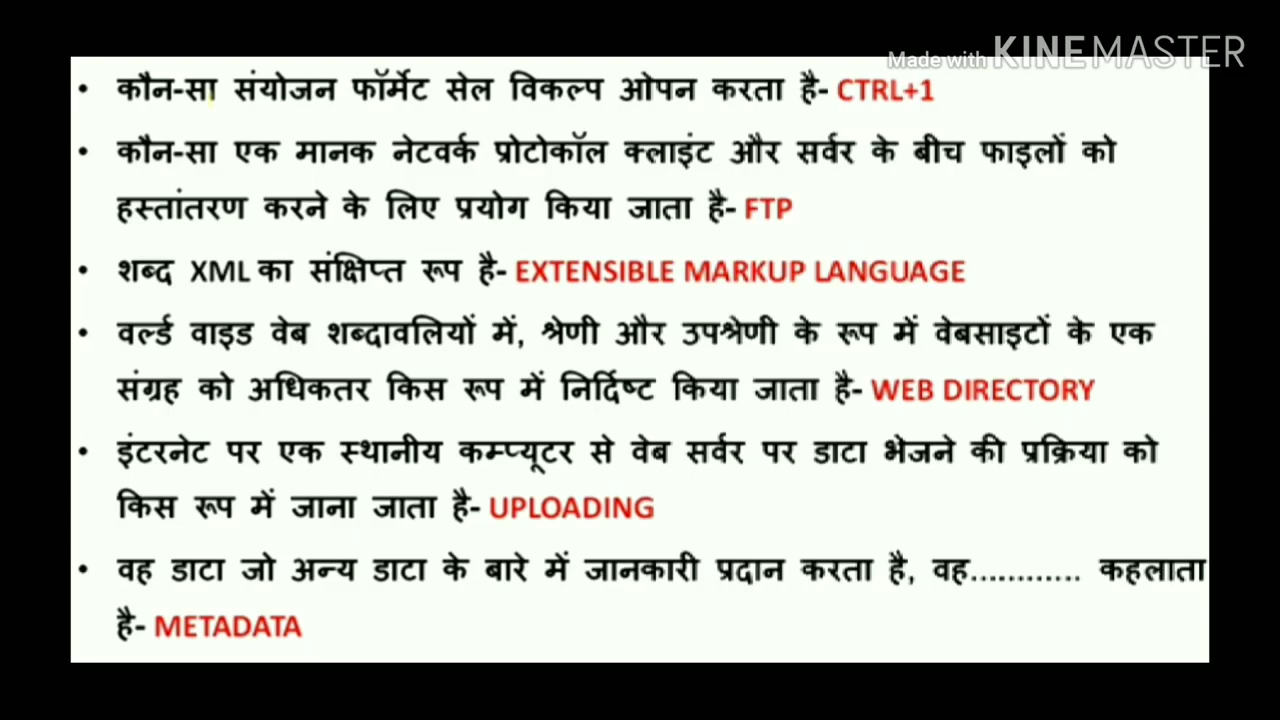 Made with KINEMASTER
• कौन-सा संयोजन फॉर्मेट सेल विकल्प ओपन करता है- CTRL+1
• कौन-सा एक मानक नेटवर्क प्रोटोकॉल क्लाइंट और सर्वर के बीच फाइलों को
हस्तांतरण करने के लिए प्रयोग किया जाता है- FTP
• शब्द XML का संक्षिप्त रूप है- EXTENSIBLE MARKUP LANGUAGE
• वर्ल्ड वाइड वेब शब्दावलियों में, श्रेणी और उपश्रेणी के रूप में वेबसाइटों के एक
संग्रह को अधिकतर किस रूप में निर्दिष्ट किया जाता है- WEB DIRECTORY
• इंटरनेट पर एक स्थानीय कम्प्यूटर से वेब सर्वर पर डाटा भेजने की प्रक्रिया को
किस रूप में जाना जाता है- UPLOADING
• वह डाटा जो अन्य डाटा के बारे में जानकारी प्रदान करता है, वह............ कहलाता
है- METADATA